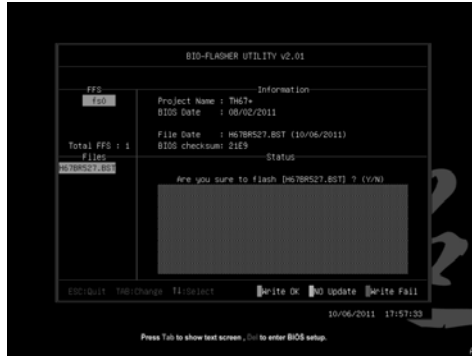 BIO-FLASHER UTILITY v2.01
FFS
fs0
Total FFS : 1
Files
H67BR527.BST
Information
Project Name : TH67+
BIOS Date : 08/02/2011
File Date : H67BR527.BST (10/06/2011)
BIOS checksum: 21E9
Status
Are you sure to flash [H67BR527.BST] ? (Y/N)
ESC:Quit TAB:Change ↑↓:Select
Write OK NO Update Write Fail
10/06/2011 17:57:33
Press Tab to show text screen , Del to enter BIOS setup.